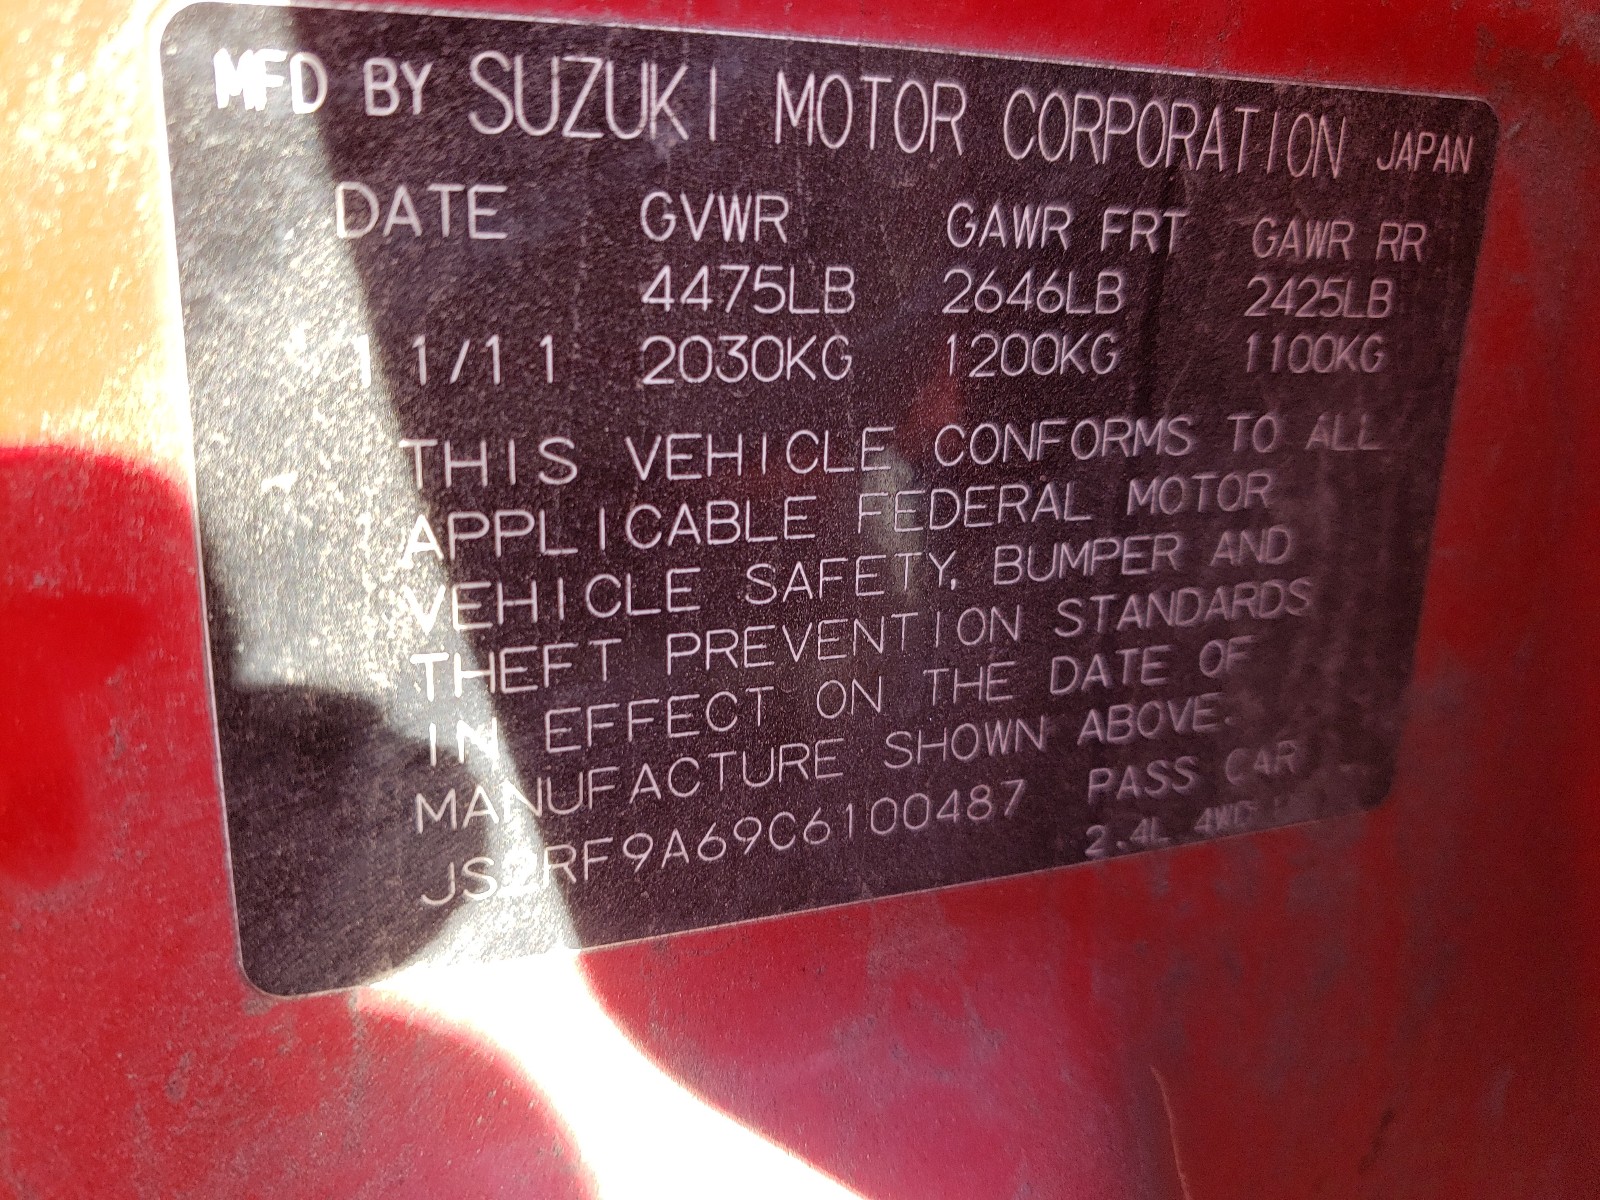 MFD BY SUZUKI MOTOR CORPORATION JAPAN
DATE GVWR GAWR FRT GAWR RR
4475LB 2646LB 2425LB
11/11 2030KG 1200KG 1100KG
THIS VEHICLE CONFORMS TO ALL
APPLICABLE FEDERAL MOTOR
VEHICLE SAFETY, BUMPER AND
THEFT PREVENTION STANDARDS
IN EFFECT ON THE DATE OF
MANUFACTURE SHOWN ABOVE.
JS2RF9A69C6100487 PASS CAR
2.4L 4WD